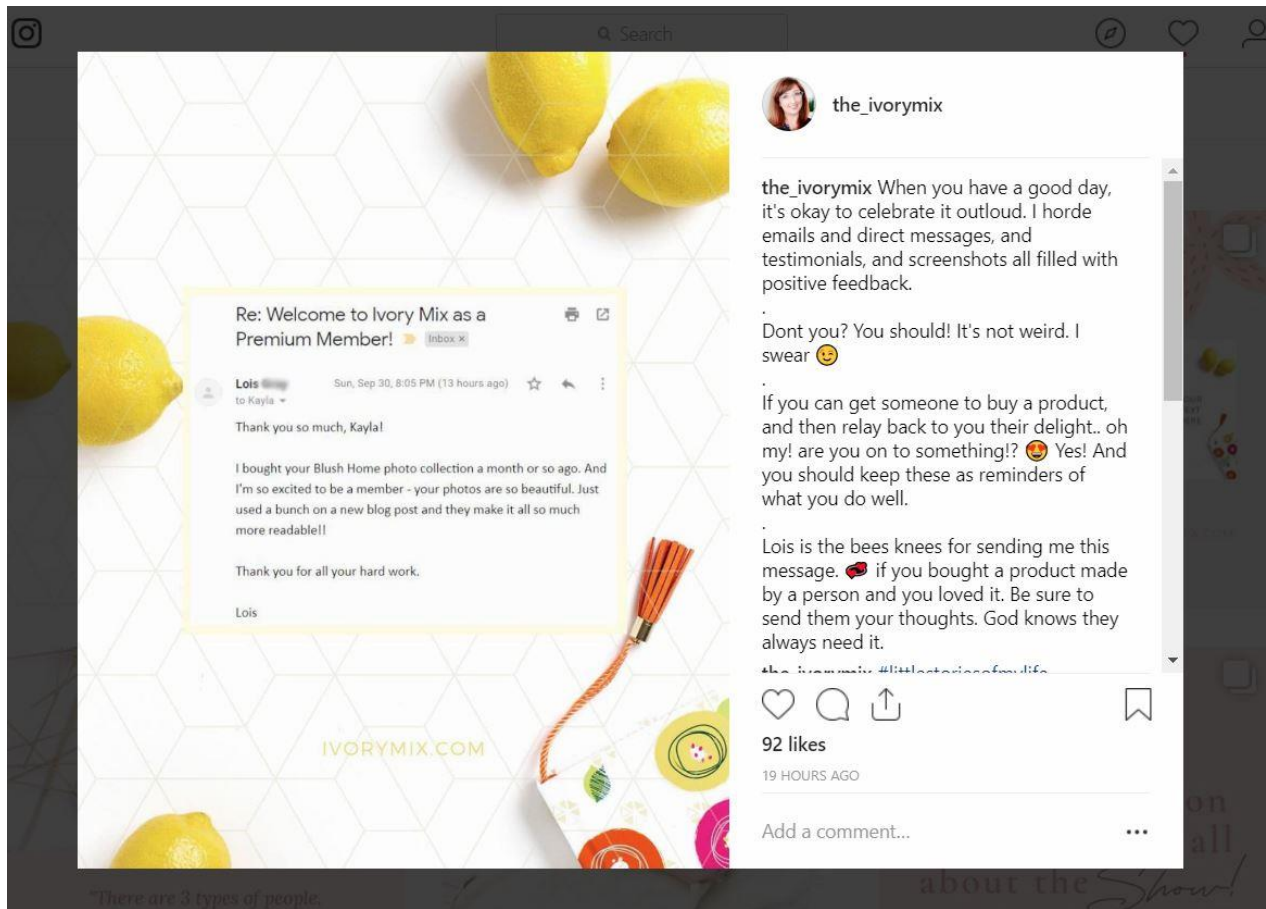 Search
the_ivorymix
the_ivorymix When you have a good day,
it's okay to celebrate it outloud. I horde
emails and direct messages, and
testimonials, and screenshots all filled with
positive feedback.
.
Dont you? You should! It's not weird. I
swear 😉
.
If you can get someone to buy a product,
and then relay back to you their delight.. oh
my! are you on to something!? 😍 Yes! And
you should keep these as reminders of
what you do well.
.
Lois is the bees knees for sending me this
message. 💞 if you bought a product made
by a person and you loved it. Be sure to
send them your thoughts. God knows they
always need it.
the_ivorymix #littlestoriesofmylife
92 likes
19 HOURS AGO
Add a comment...
Re: Welcome to Ivory Mix as a
Premium Member! Inbox x
Lois Sun, Sep 30, 8:05 PM (13 hours ago)
to Kayla
Thank you so much, Kayla!
I bought your Blush Home photo collection a month or so ago. And
I'm so excited to be a member - your photos are so beautiful. Just
used a bunch on a new blog post and they make it all so much
more readable!!
Thank you for all your hard work.
Lois
IVORYMIX.COM
"There are 3 types of people.
on
all
about the Show!